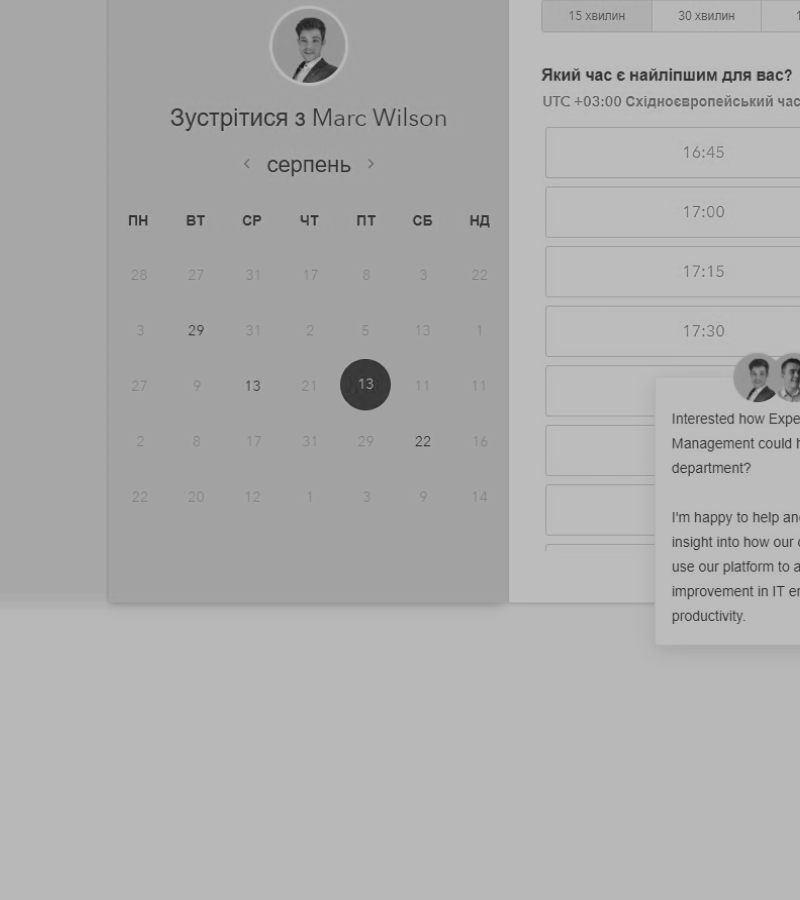 Зустрітися з Marc Wilson
серпень
ПН ВТ СР ЧТ ПТ СБ НД
28 27 31 17 8 3 22
3 29 31 2 5 13 1
27 9 13 21 13 11 11
2 8 17 31 29 22 16
22 20 12 1 3 9 14
15 хвилин 30 хвилин 1
Який час є найліпшим для вас?
UTC +03:00 Східноєвропейський час
16:45
17:00
17:15
17:30
Interested how Expe
Management could h
department?
I'm happy to help an
insight into how our
use our platform to a
improvement in IT e
productivity.